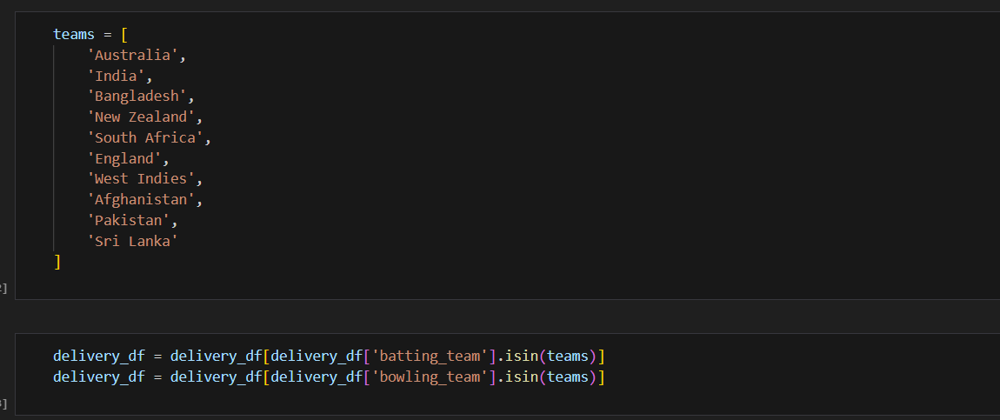 teams = [
'Australia',
'India',
'Bangladesh',
'New Zealand',
'South Africa',
'England',
'West Indies',
'Afghanistan',
'Pakistan',
'Sri Lanka'
]
]
delivery_df = delivery_df[delivery_df['batting_team'].isin(teams)]
delivery_df = delivery_df[delivery_df['bowling_team'].isin(teams)]
]